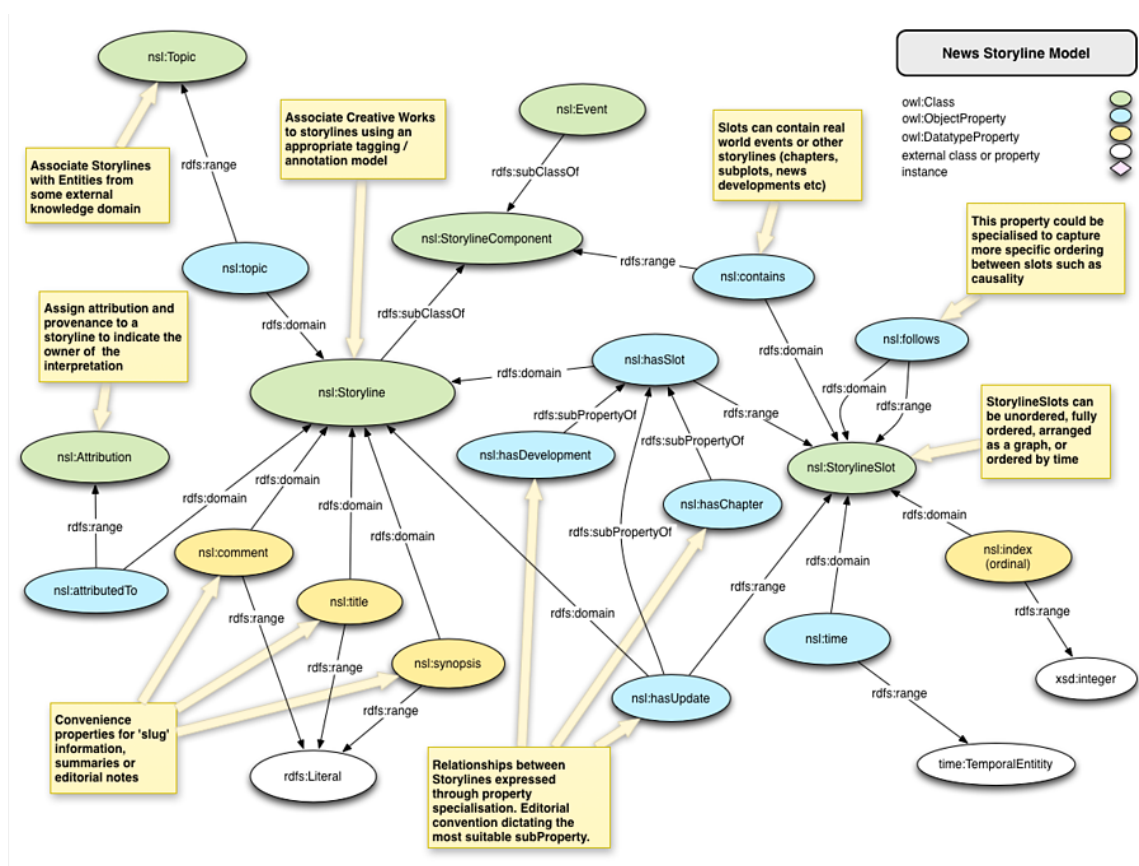 News Storyline Model
owl:Class
owl:ObjectProperty
owl:DatatypeProperty
external class or property
instance
nsl:Topic
Associate Storylines
with Entities from
some external
knowledge domain
rdfs:range
nsl:topic
rdfs:domain
Associate Creative Works
to storylines using an
appropriate tagging /
annotation model
nsl:Event
rdfs:subClassOf
nsl:StorylineComponent
rdfs:subClassOf
Slots can contain real
world events or other
storylines (chapters,
subplots, news
developments etc)
rdfs:range
nsl:contains
rdfs:domain
This property could be
specialised to capture
more specific ordering
between slots such as
causality
nsl:follows
rdfs:domain
rdfs:range
Assign attribution and
provenance to a
storyline to indicate the
owner of the
interpretation
nsl:Storyline
rdfs:domain
nsl:hasSlot
rdfs:range
rdfs:subPropertyOf
rdfs:subPropertyOf
nsl:hasDevelopment
nsl:hasChapter
rdfs:subPropertyOf
StorylineSlots can
be unordered, fully
ordered, arranged
as a graph, or
ordered by time
nsl:StorylineSlot
nsl:Attribution
rdfs:range
rdfs:domain
nsl:attributedTo
rdfs:domain
nsl:comment
rdfs:range
rdfs:domain
nsl:title
rdfs:range
rdfs:domain
nsl:synopsis
rdfs:range
rdfs:domain
nsl:hasUpdate
rdfs:range
rdfs:domain
nsl:time
rdfs:range
rdfs:domain
nsl:index
(ordinal)
rdfs:range
xsd:integer
time:TemporalEntitity
Convenience
properties for 'slug'
information,
summaries or
editorial notes
rdfs:Literal
Relationships between
Storylines expressed
through property
specialisation. Editorial
convention dictating the
most suitable subProperty.